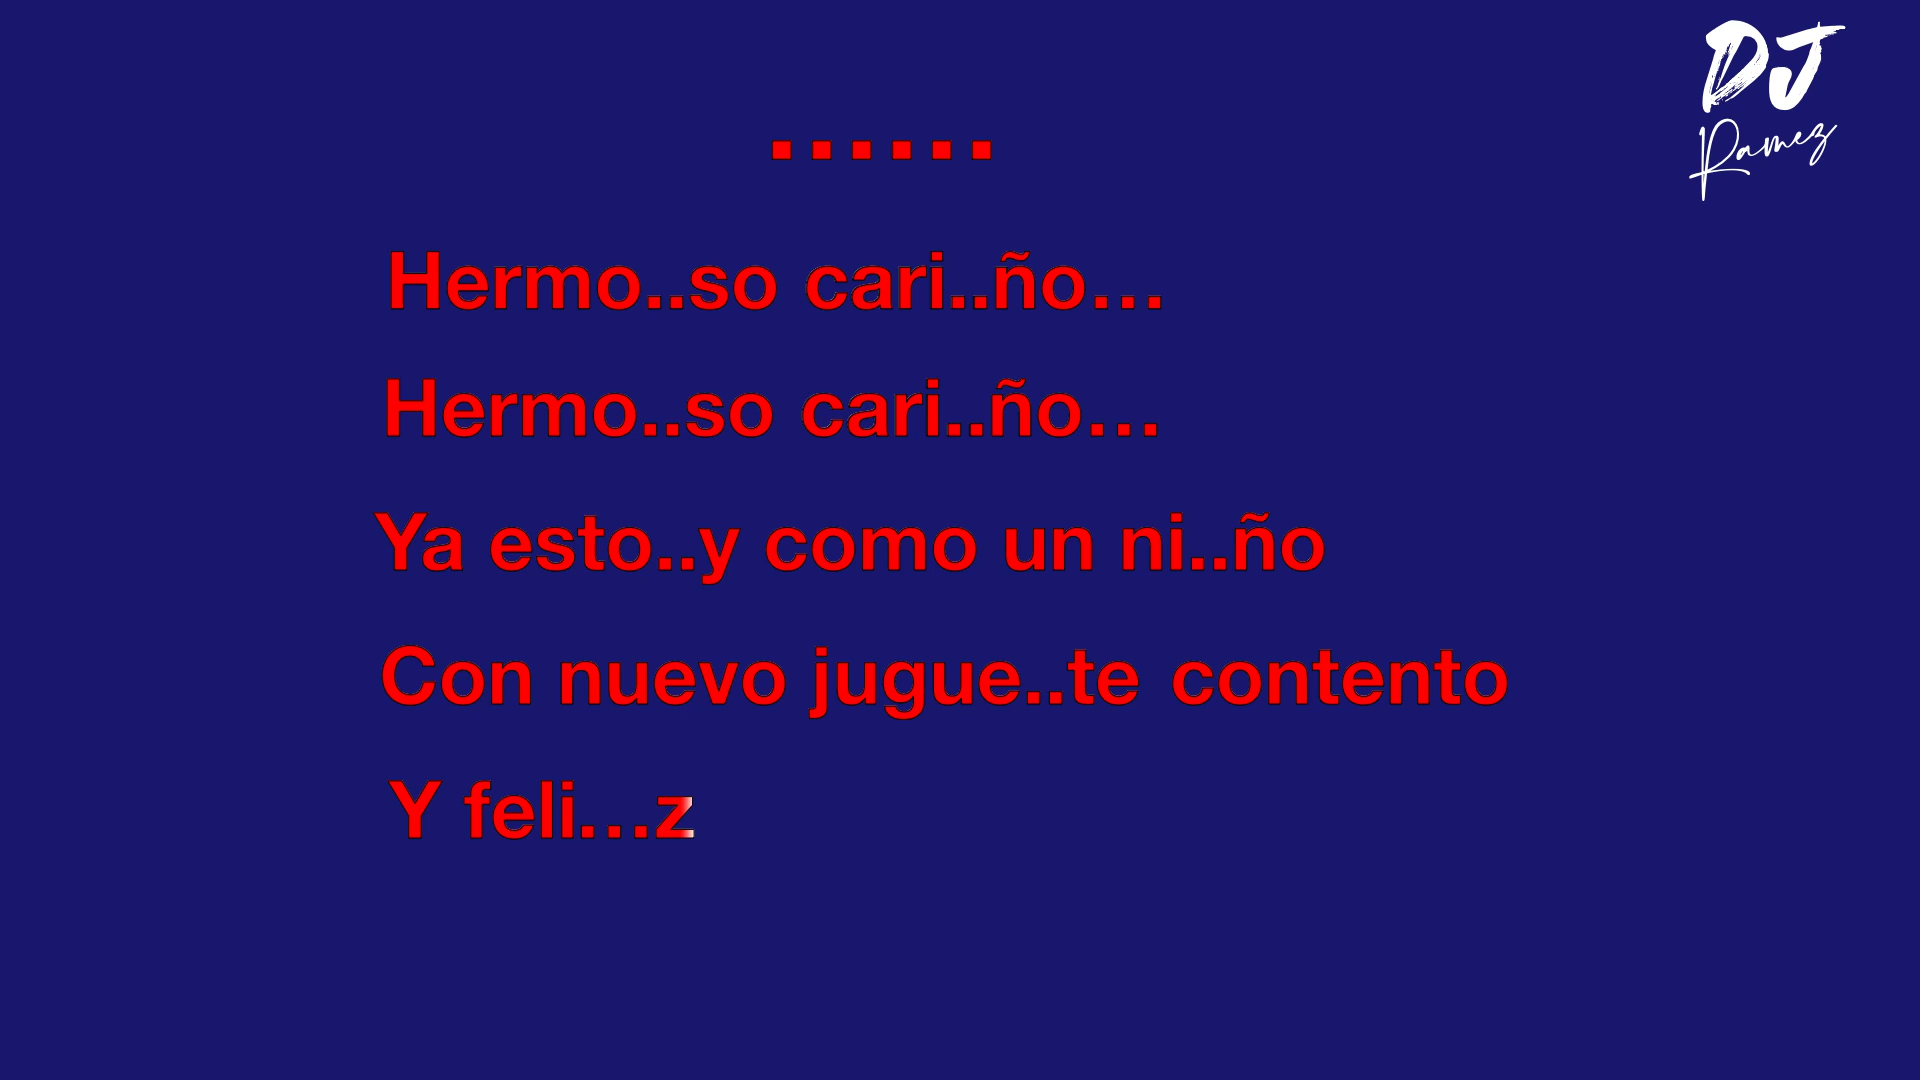 DJ
Ramez
......
Hermo..so cari..ño...
Hermo..so cari..ño...
Ya esto..y como un ni..ño
Con nuevo jugue..te contento
Y feli...z